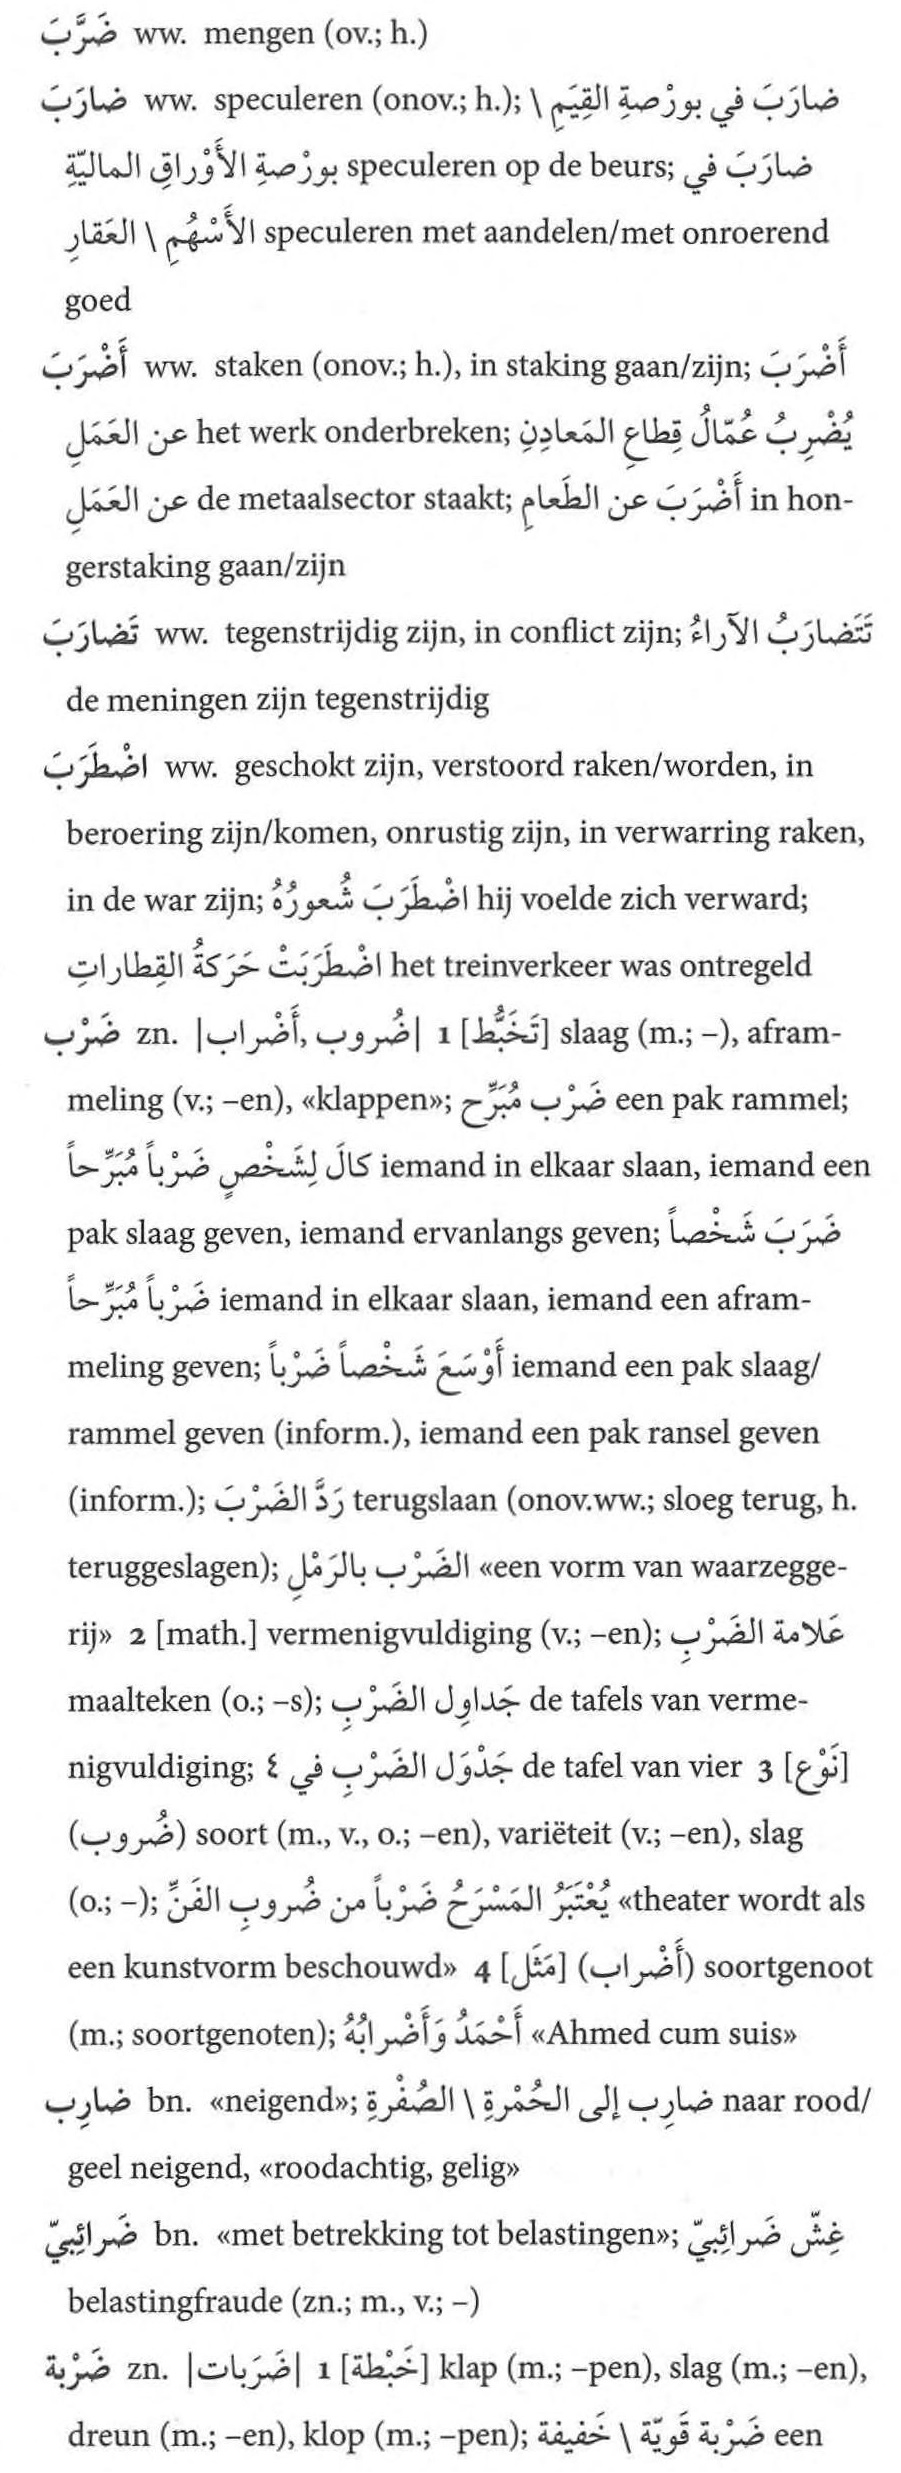 ضَرَّبَ ww. mengen (ov.; h.)
ضارَبَ ww. speculeren (onov.; h.); ضارَبَ في بورْصةِ القِيَمِ \
بورْصةِ الأَوْراقِ الماليّةِ speculeren op de beurs; ضارَبَ في
الأَسْهُمِ \ العَقارِ speculeren met aandelen/met onroerend
goed
أَضْرَبَ ww. staken (onov.; h.), in staking gaan/zijn; أَضْرَبَ
عن العَمَلِ het werk onderbreken; يُضْرِبُ عُمّالُ قِطاعِ المَعادِنِ
عن العَمَلِ de metaalsector staakt; أَضْرَبَ عن الطَعامِ in hon-
gerstaking gaan/zijn
تَضارَبَ ww. tegenstrijdig zijn, in conflict zijn; تَتَضارَبُ الآراءُ
de meningen zijn tegenstrijdig
اضْطَرَبَ ww. geschokt zijn, verstoord raken/worden, in
beroering zijn/komen, onrustig zijn, in verwarring raken,
in de war zijn; اضْطَرَبَ شُعورُهُ hij voelde zich verward;
اضْطَرَبَتْ حَرَكةُ القِطاراتِ het treinverkeer was ontregeld
ضَرْب zn. |ضُروب, أَضْراب| 1 [تَخَبُّط] slaag (m.; –), afram-
meling (v.; –en), «klappen»; ضَرْب مُبَرِّح een pak rammel;
كالَ لِشَخْصٍ ضَرْباً مُبَرِّحاً iemand in elkaar slaan, iemand een
pak slaag geven, iemand ervanlangs geven; ضَرَبَ شَخْصاً
ضَرْباً مُبَرِّحاً iemand in elkaar slaan, iemand een afram-
meling geven; أَوْسَعَ شَخْصاً ضَرْباً iemand een pak slaag/
rammel geven (inform.), iemand een pak ransel geven
(inform.); رَدَّ الضَرْبَ terugslaan (onov.ww.; sloeg terug, h.
teruggeslagen); الضَرْب بالرَمْلِ «een vorm van waarzegge-
rij» 2 [math.] vermenigvuldiging (v.; –en); عَلامة الضَرْبِ
maalteken (o.; –s); جَداوِل الضَرْبِ de tafels van verme-
nigvuldiging; جَدْوَل الضَرْبِ في ٤ de tafel van vier 3 [نَوْع]
(ضُروب) soort (m., v., o.; –en), variëteit (v.; –en), slag
(o.; –); يُعْتَبَرُ المَسْرَحُ ضَرْباً من ضُروبِ الفَنِّ «theater wordt als
een kunstvorm beschouwd» 4 [مَثَل] (أَضْراب) soortgenoot
(m.; soortgenoten); أَحْمَدُ وَأَضْرابُهُ «Ahmed cum suis»
ضارِب bn. «neigend»; ضارِب إلى الحُمْرةِ \ الصُفْرةِ naar rood/
geel neigend, «roodachtig, gelig»
ضَرائِبيّ bn. «met betrekking tot belastingen»; غِشّ ضَرائِبيّ
belastingfraude (zn.; m., v.; –)
ضَرْبة zn. |ضَرَبات| 1 [خَبْطة] klap (m.; –pen), slag (m.; –en),
dreun (m.; –en), klop (m.; –pen); ضَرْبة قَويّة \ خَفيفة een